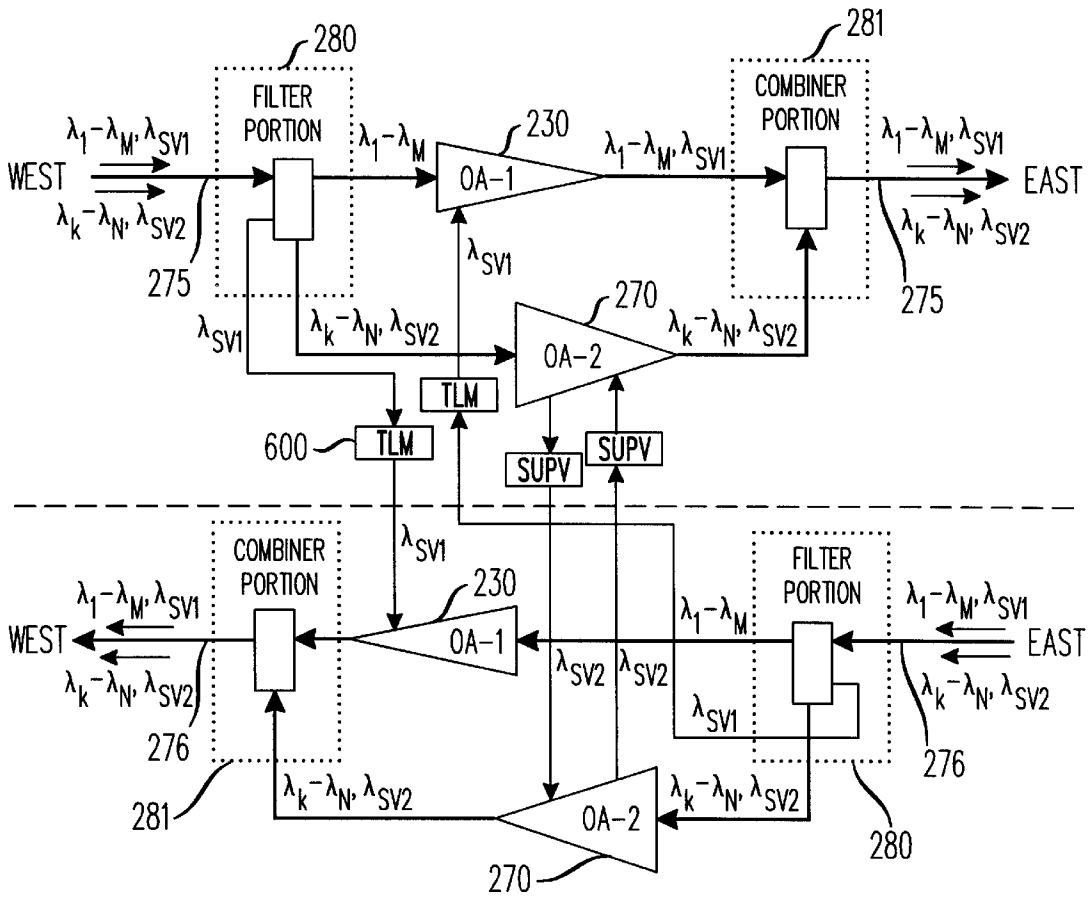 280
281
FILTER PORTION
COMBINER PORTION
λ1–λM, λSV1
λ1–λM
230
λ1–λM, λSV1
λ1–λM, λSV1
WEST
OA-1
EAST
λk–λN, λSV2
λk–λN, λSV2
275
λSV1
270
275
λSV1
λk–λN, λSV2
OA-2
λk–λN, λSV2
TLM
600
TLM
SUPV
SUPV
λSV1
COMBINER PORTION
FILTER PORTION
λ1–λM, λSV1
230
λ1–λM
λ1–λM, λSV1
WEST
OA-1
EAST
λk–λN, λSV2
λSV2
λSV2
λSV1
λk–λN, λSV2
276
276
281
λk–λN, λSV2
OA-2
λk–λN, λSV2
280
270